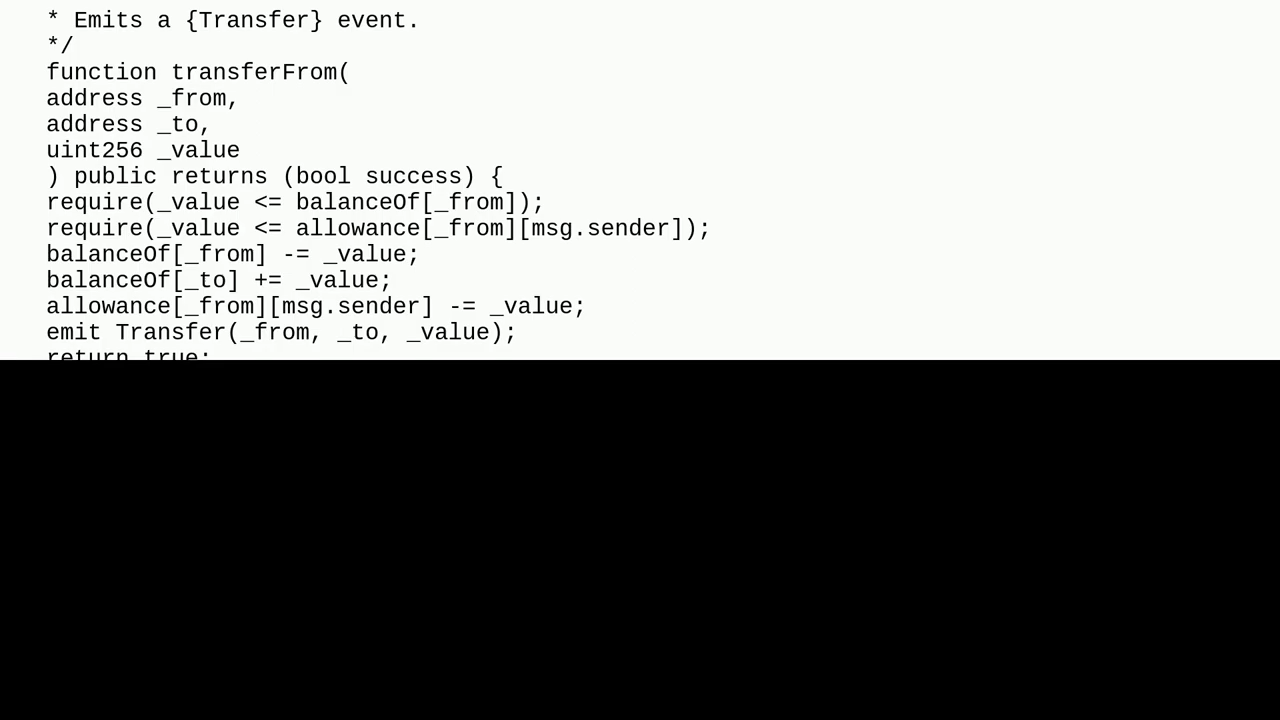 * Emits a {Transfer} event.
*/
function transferFrom(
address _from,
address _to,
uint256 _value
) public returns (bool success) {
require(_value <= balanceOf[_from]);
require(_value <= allowance[_from][msg.sender]);
balanceOf[_from] -= _value;
balanceOf[_to] += _value;
allowance[_from][msg.sender] -= _value;
emit Transfer(_from, _to, _value);
return true;